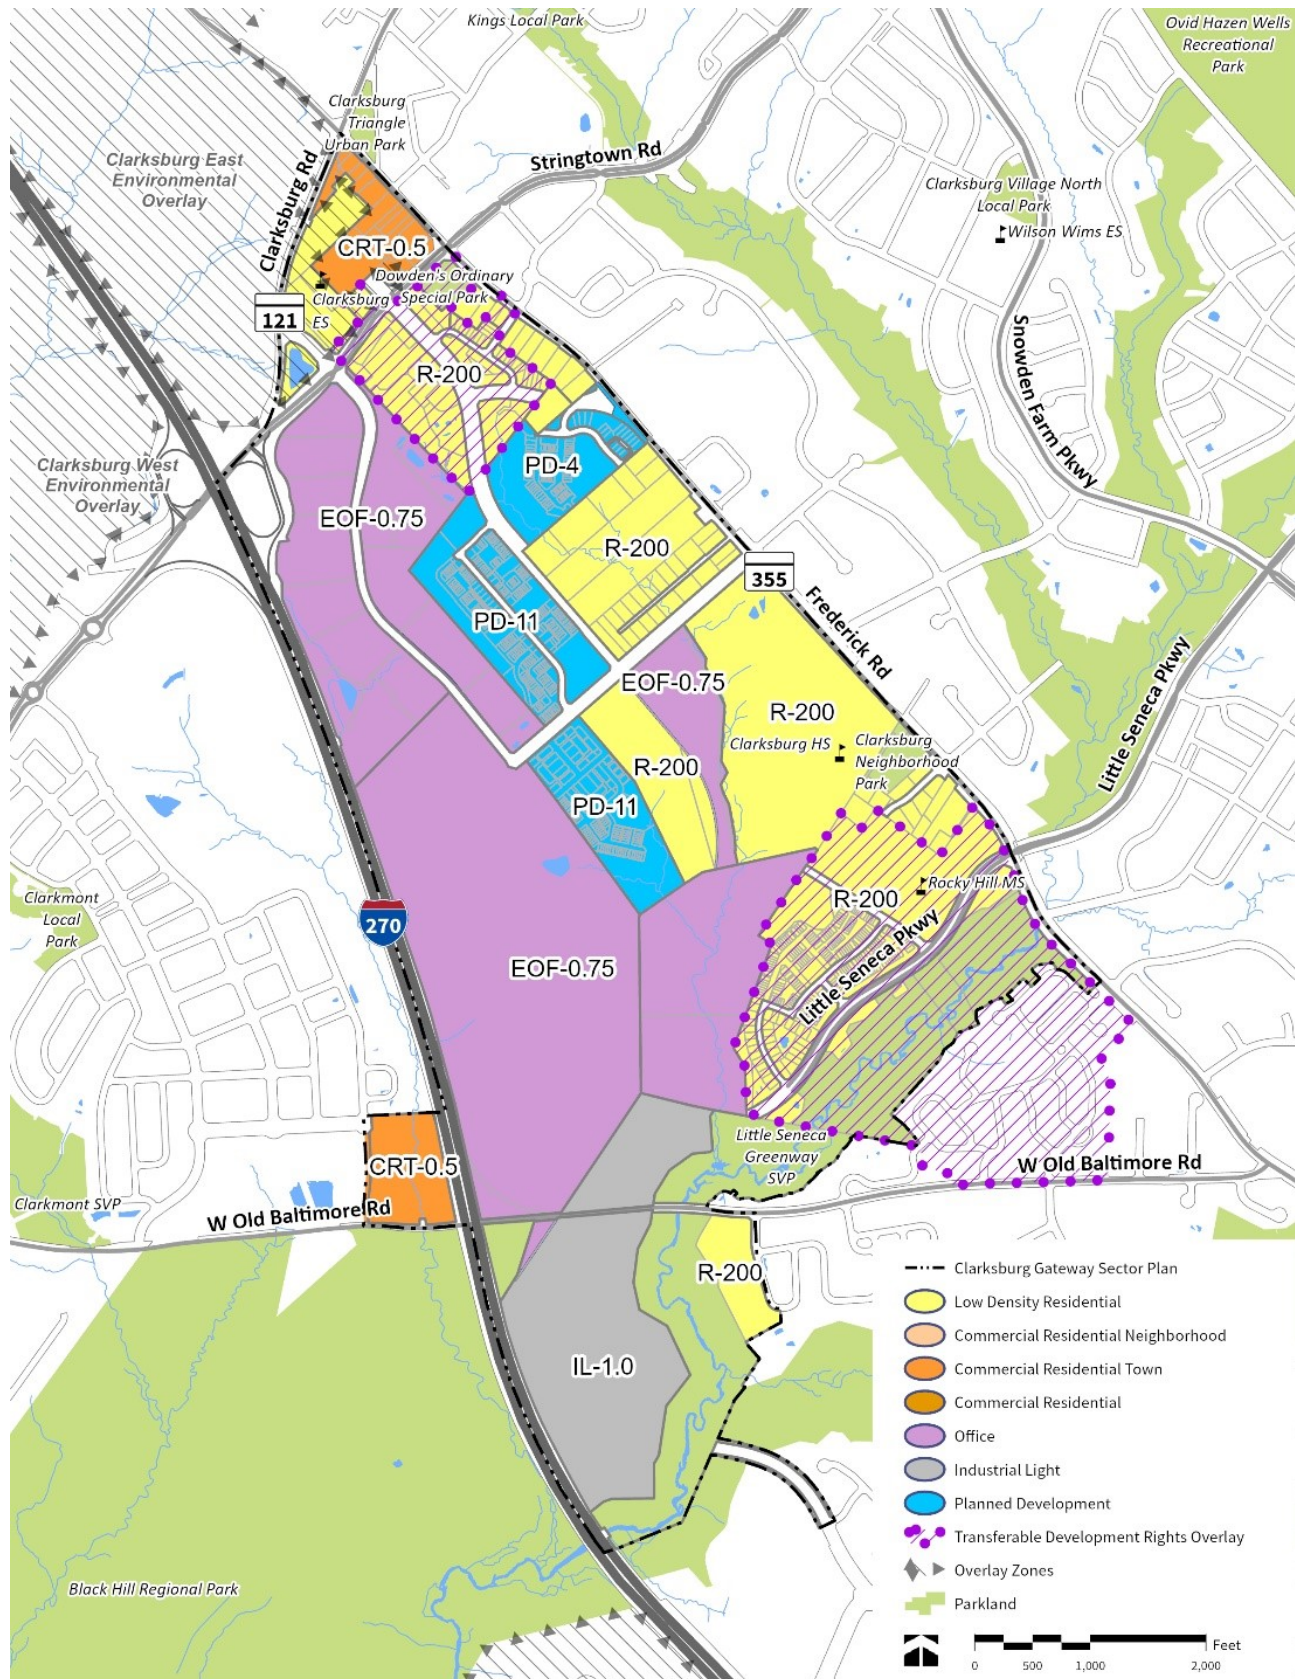 Kings Local Park
Ovid Hazen Wells
Recreational
Park
Clarksburg
Triangle
Urban Park
Clarksburg East
Environmental
Overlay
Clarksburg Rd
Stringtown Rd
Clarksburg Village North
Local Park
Wilson Wims ES
CRT-0.5
Dowden's Ordinary
Special Park
Clarksburg
ES
121
Snowden Farm Pkwy
R-200
Clarksburg West
Environmental
Overlay
PD-4
EOF-0.75
R-200
355
Frederick Rd
PD-11
EOF-0.75
R-200
Little Seneca Pkwy
Clarksburg HS
Clarksburg
Neighborhood
Park
R-200
PD-11
Clarkmont
Local
Park
Rocky Hill MS
R-200
270
Little Seneca Pkwy
EOF-0.75
Little Seneca
Greenway
SVP
CRT-0.5
W Old Baltimore Rd
Clarkmont SVP
W Old Baltimore Rd
R-200
IL-1.0
Black Hill Regional Park
Clarksburg Gateway Sector Plan
Low Density Residential
Commercial Residential Neighborhood
Commercial Residential Town
Commercial Residential
Office
Industrial Light
Planned Development
Transferable Development Rights Overlay
Overlay Zones
Parkland
Feet
0 500 1,000 2,000